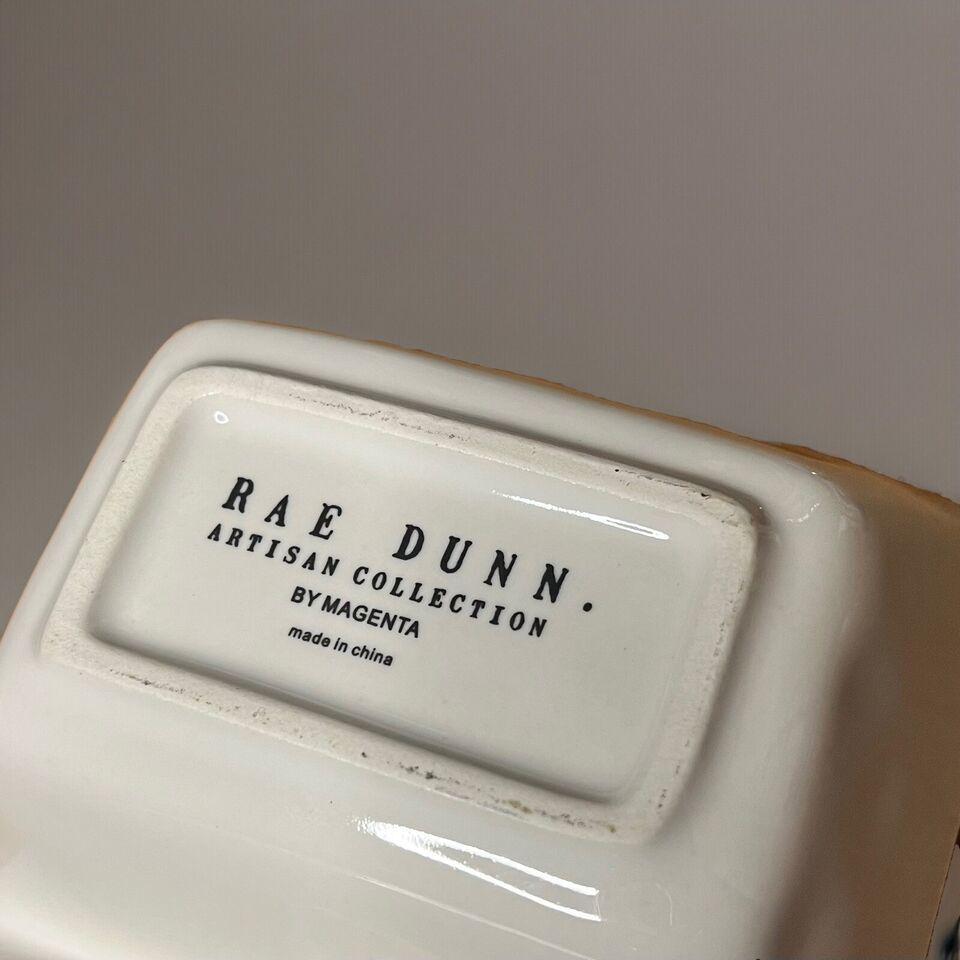 RAE DUNN.
ARTISAN COLLECTION
BY MAGENTA
made in china